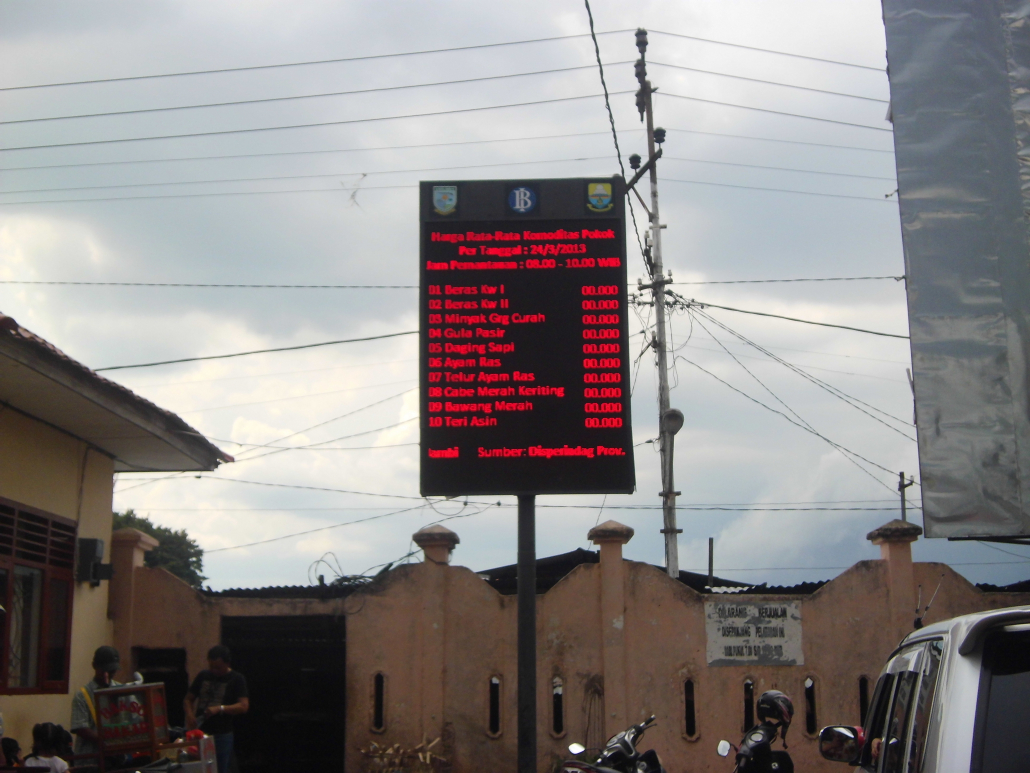 Harga Rata-Rata Komoditas Pokok
Per Tanggal : 24/3/2013
Jam Pemantauan : 08.00 - 10.00 WIB
01 Beras Kw I 00.000
02 Beras Kw II 00.000
03 Minyak Grg Curah 00.000
04 Gula Pasir 00.000
05 Daging Sapi 00.000
06 Ayam Ras 00.000
07 Telur Ayam Ras 00.000
08 Cabe Merah Keriting 00.000
09 Bawang Merah 00.000
10 Teri Asin 00.000
Jambi Sumber: Disperindag Prov.
DILARANG BERJUALAN
DISEPANJANG